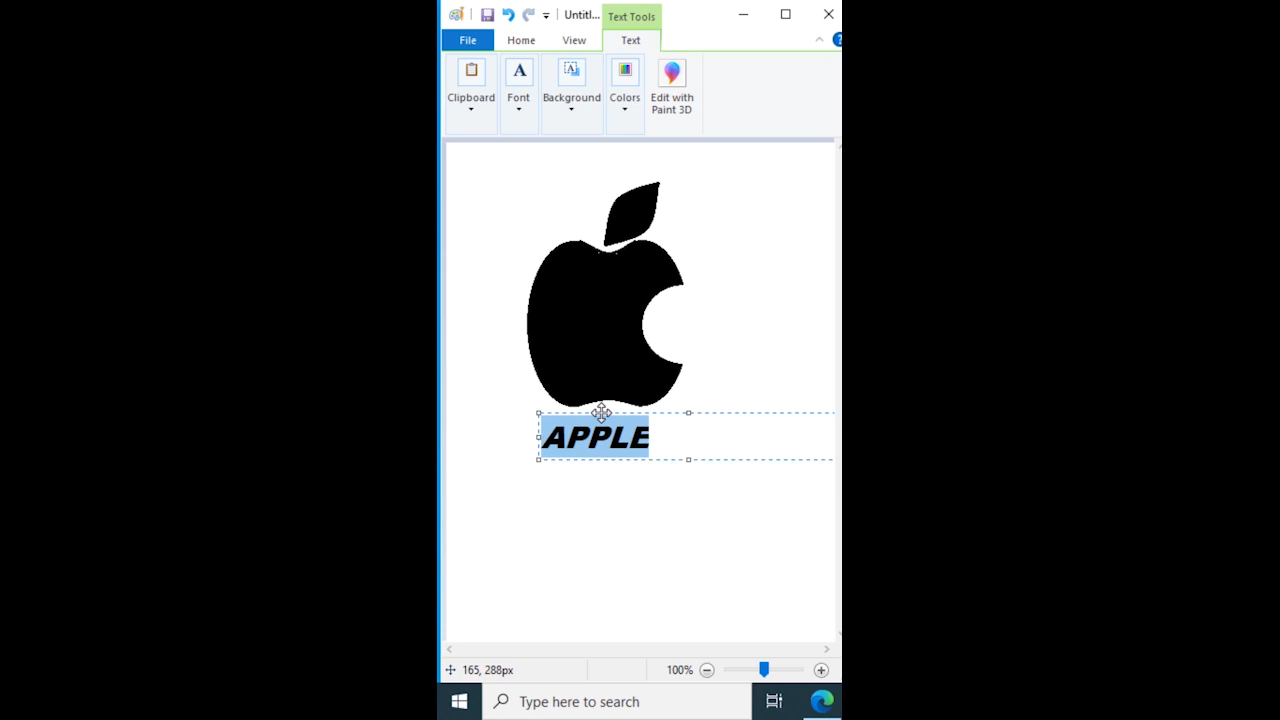 Untitl... Text Tools
File Home View Text
Clipboard Font Background Colors Edit with
Paint 3D
APPLE
165, 288px 100%
Type here to search